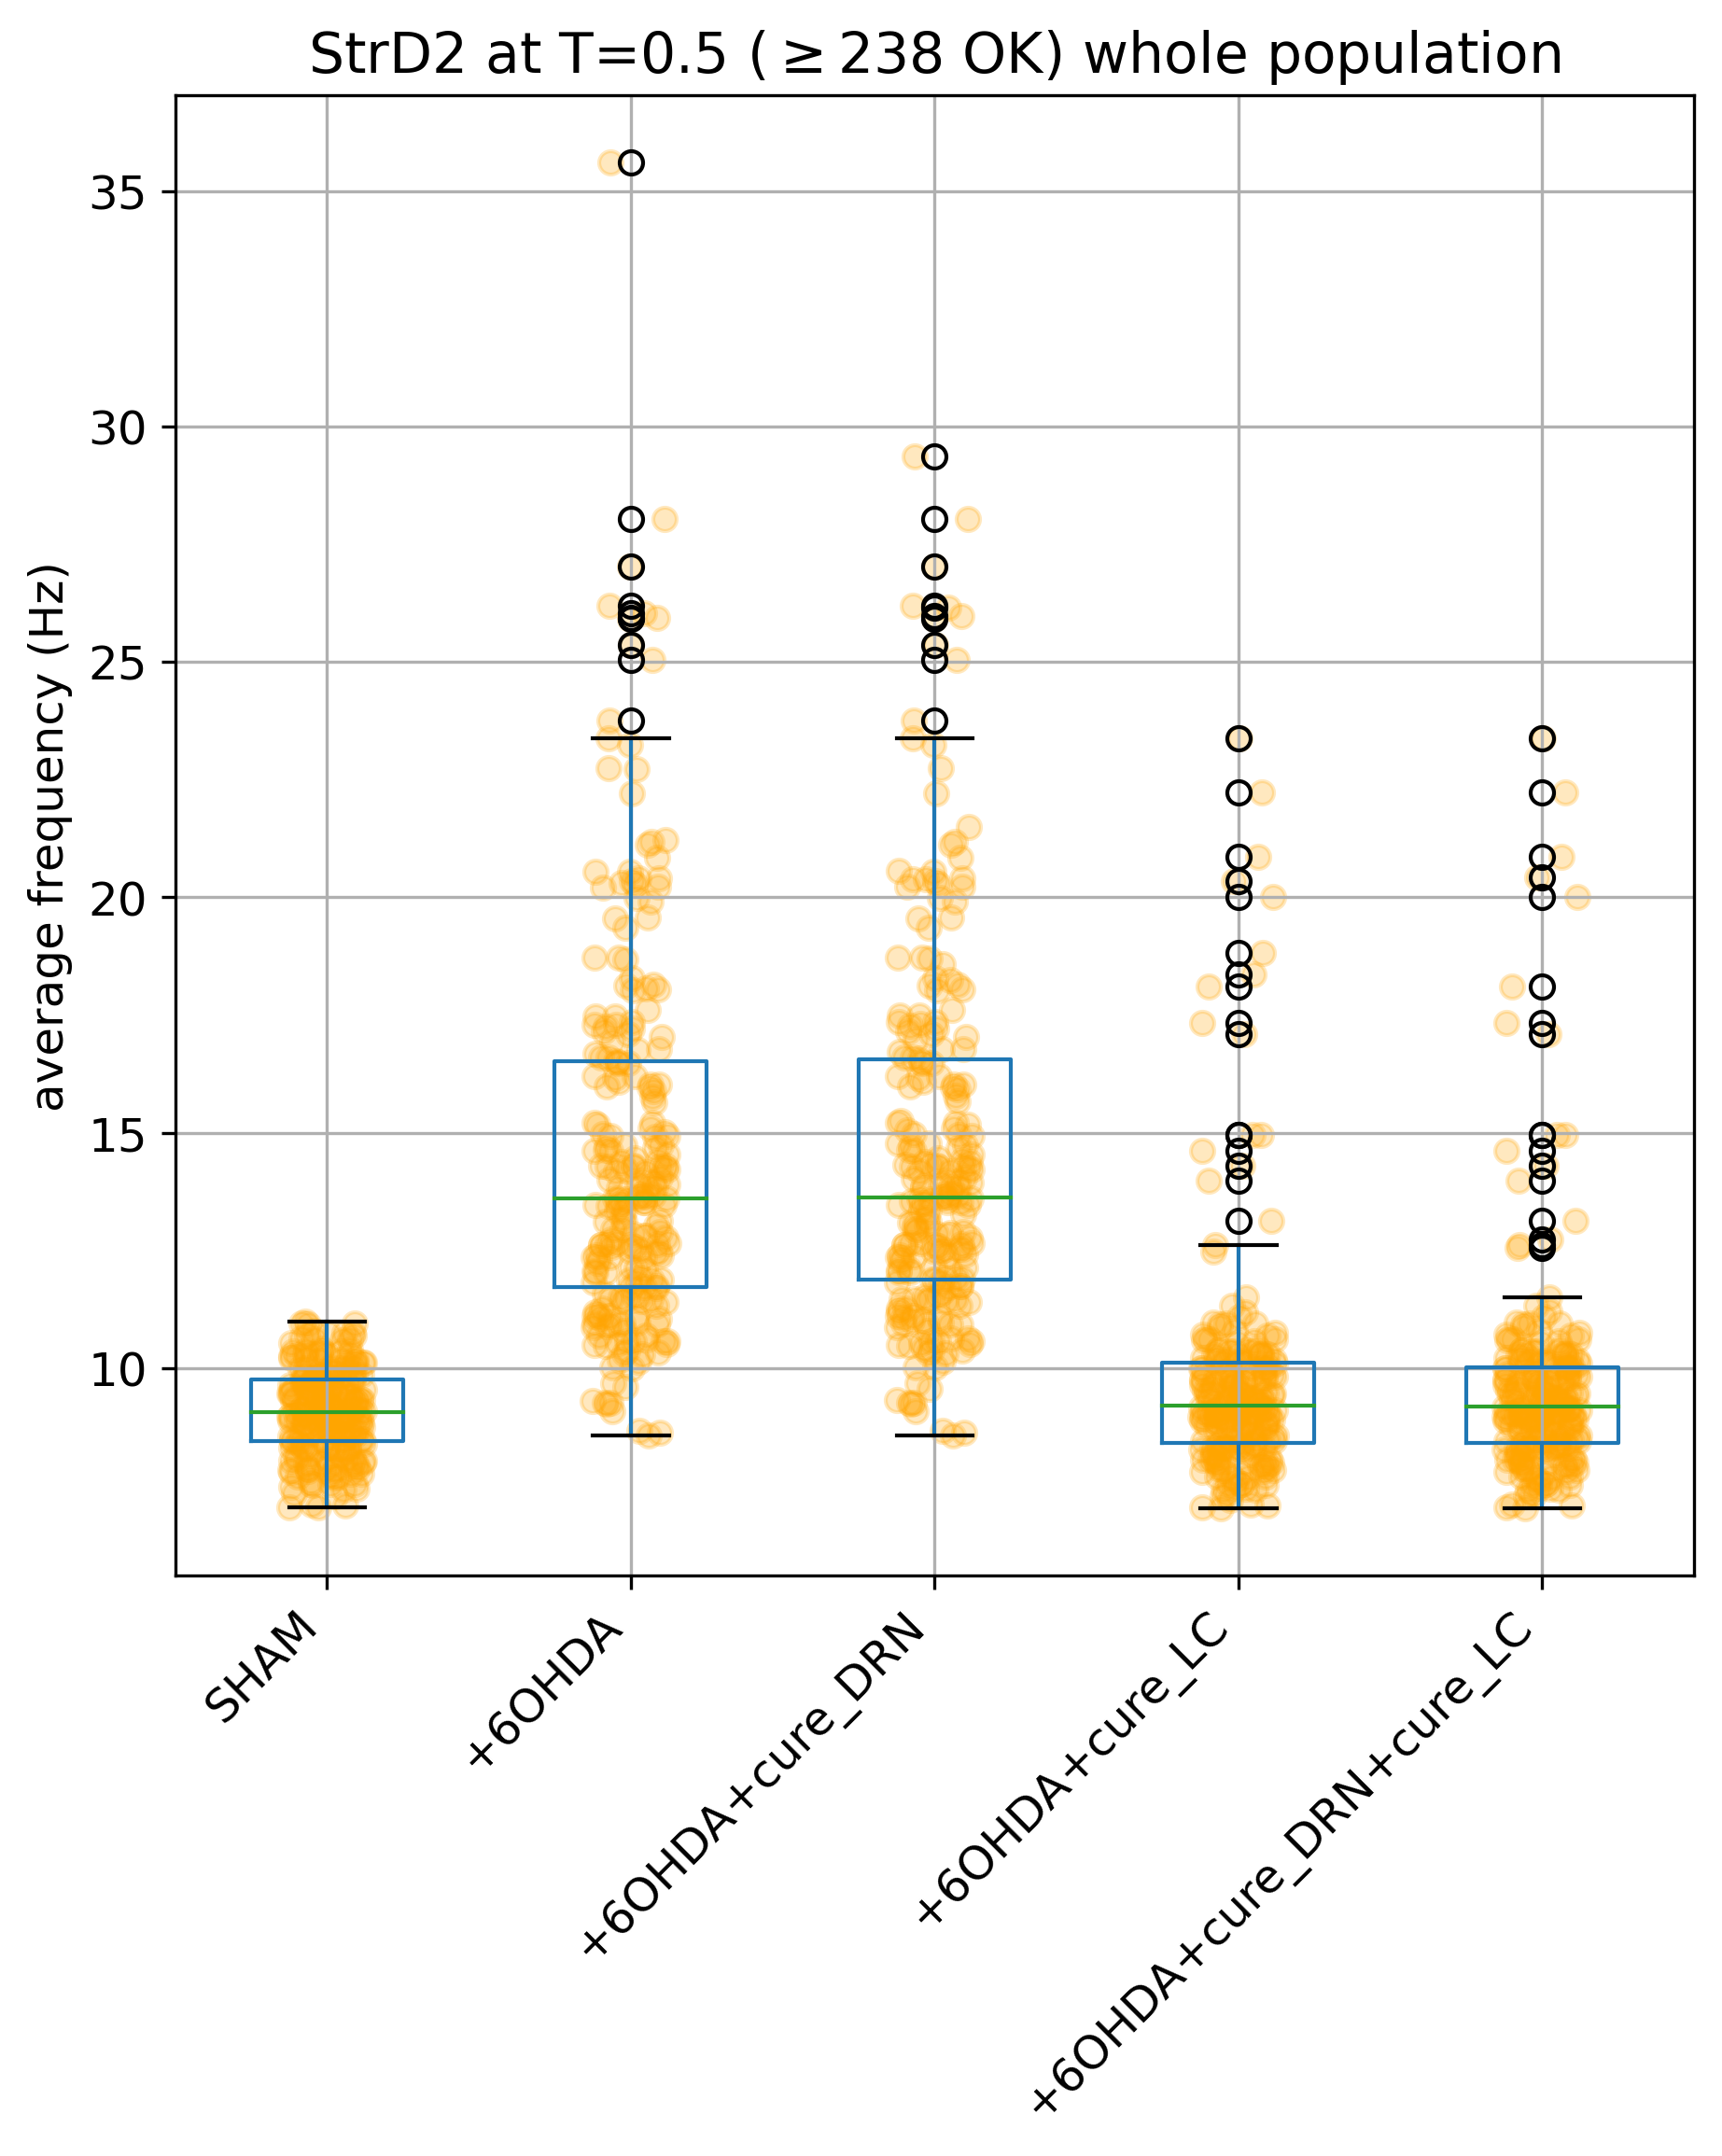 StrD2 at T=0.5 (≥238 OK) whole population
average frequency (Hz)
35
30
25
20
15
10
SHAM
+6OHDA
+6OHDA+cure_DRN
+6OHDA+cure_LC
+6OHDA+cure_DRN+cure_LC